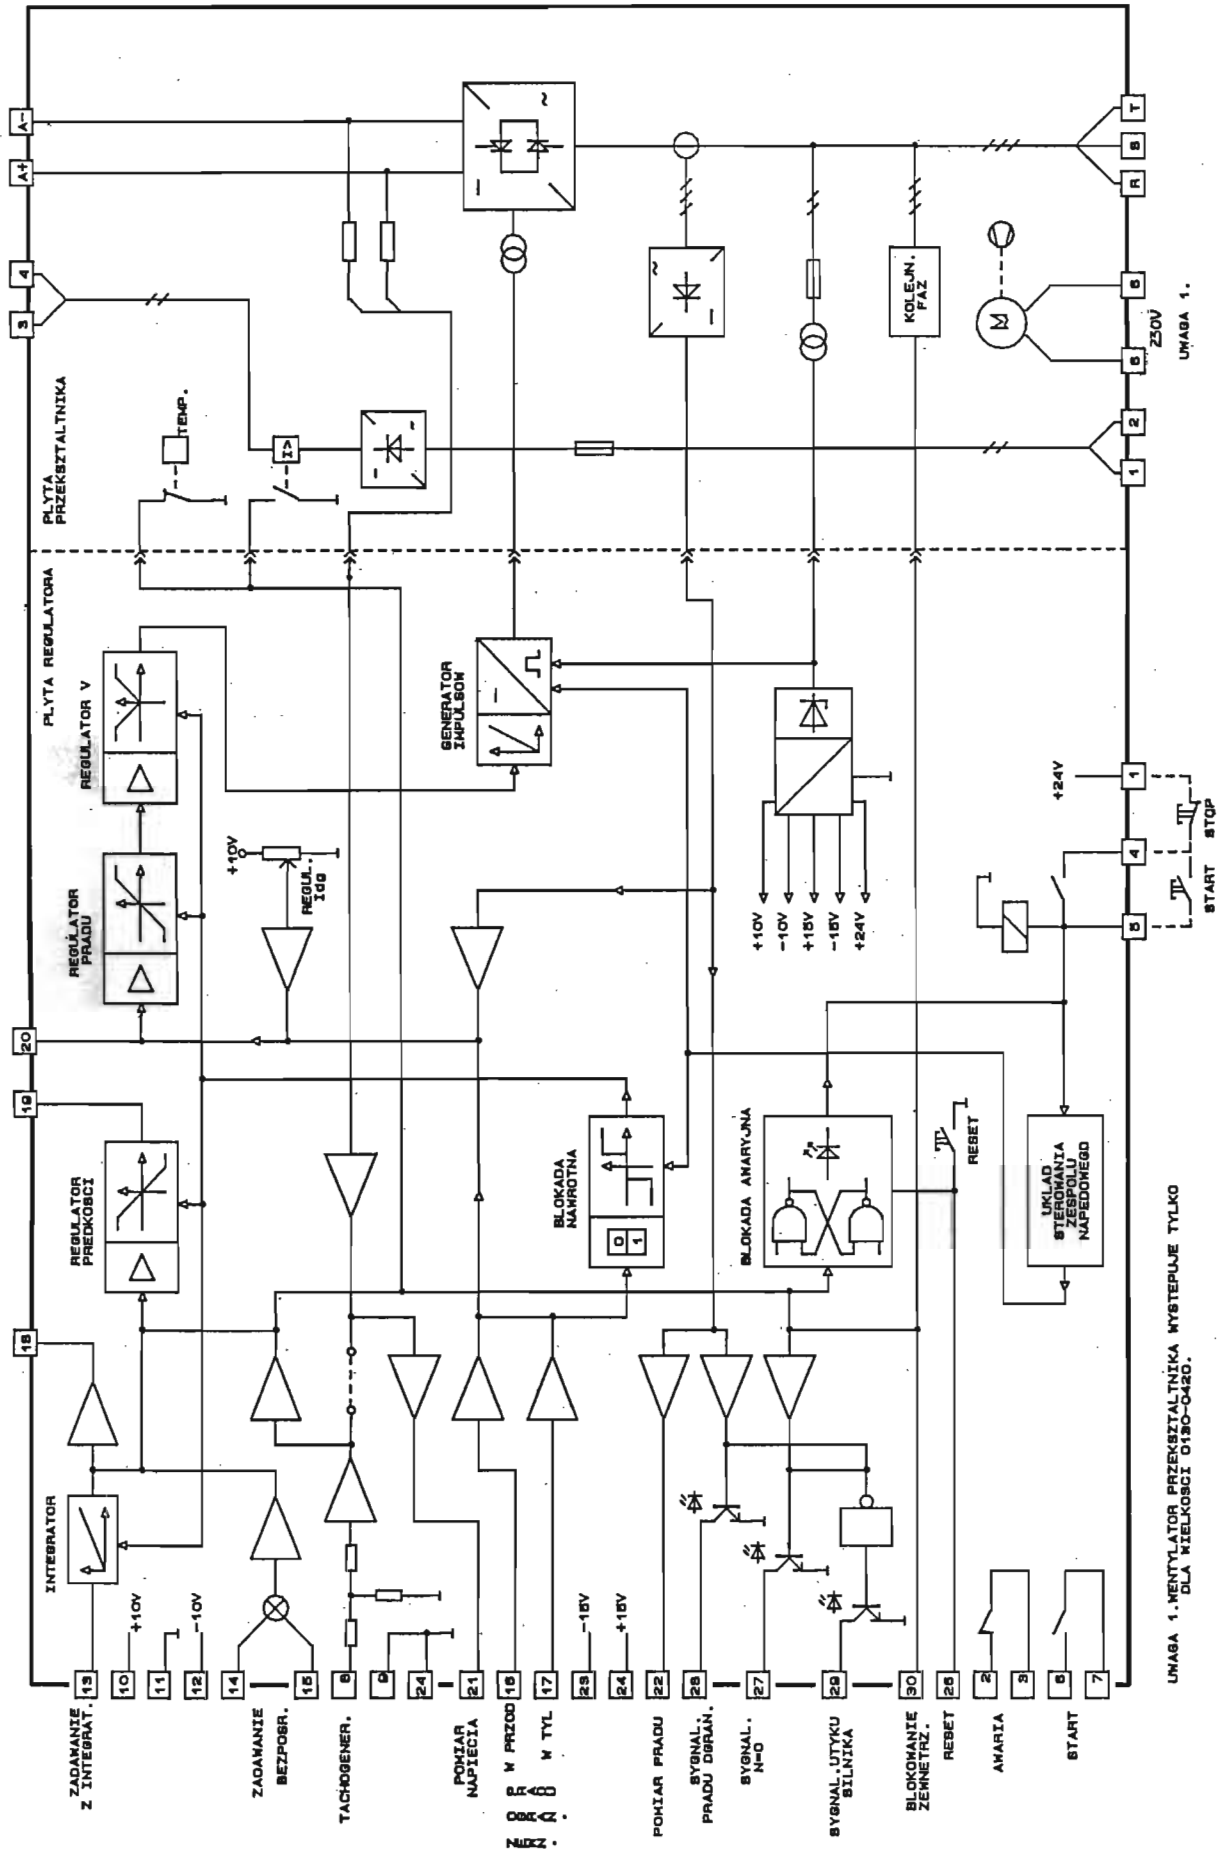 A-
A+
4
3
PLYTA
PRZEKSZTALTNIKA
TEMP.
I>
KOLEJN.
FAZ
M
T
S
R
6
6
230V
UWAGA 1.
2
1
PLYTA REGULATORA
REGULATOR V
REGULATOR
PRADU
+10V
REGUL.
Idg
GENERATOR
IMPULSOW
+10V
-10V
+15V
-15V
+24V
+24V
1
4
5
START
STOP
20
19
18
REGULATOR
PREDKOSCI
BLOKADA
NAWROTNA
0
1
BLOKADA AWARYJNA
RESET
UKLAD
STEROWANIA
ZESPOLU
NAPEDOWEGO
INTEGRATOR
+10V
-10V
-15V
+15V
13
10
11
12
14
15
8
9
24
21
16
17
23
24
22
28
27
29
30
25
2
3
6
7
ZADAWANIE
Z INTEGRAT.
ZADAWANIE
BEZPOSR.
TACHOGENER.
POMIAR
NAPIECIA
W PRZOD
W TYL
POMIAR PRADU
SYGNAL.
PRADU OGRAN.
SYGNAL.
N=0
SYGNAL.UTYKU
SILNIKA
BLOKOWANIE
ZEWNETRZ.
RESET
AWARIA
START
UWAGA 1.WENTYLATOR PRZEKSZTALTNIKA WYSTEPUJE TYLKO
DLA WIELKOSCI 0190-0420.